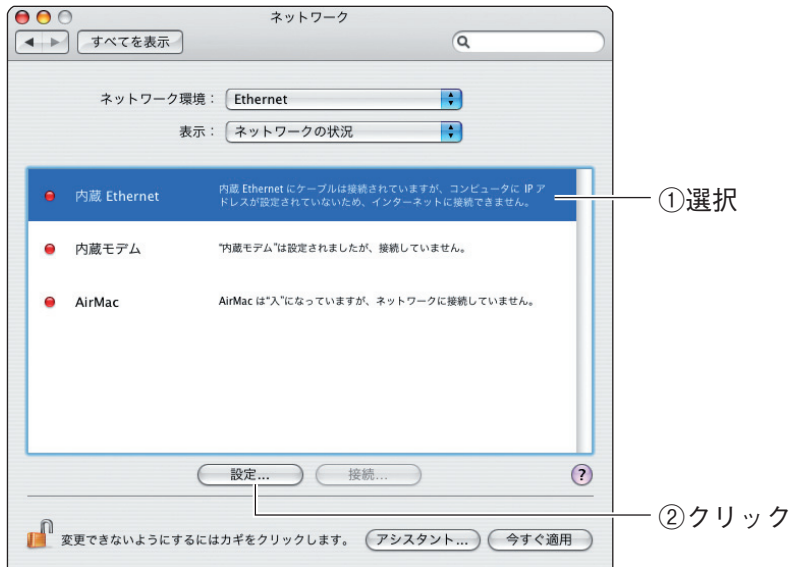 ネットワーク
すべてを表示
ネットワーク環境： Ethernet
表示： ネットワークの状況
内蔵 Ethernet
内蔵 Ethernet にケーブルは接続されていますが、コンピュータに IP ア
ドレスが設定されていないため、インターネットに接続できません。
①選択
内蔵モデム
“内蔵モデム”は設定されましたが、接続していません。
AirMac
AirMac は“入”になっていますが、ネットワークに接続していません。
設定...
接続...
?
②クリック
変更できないようにするにはカギをクリックします。
アシスタント...
今すぐ適用